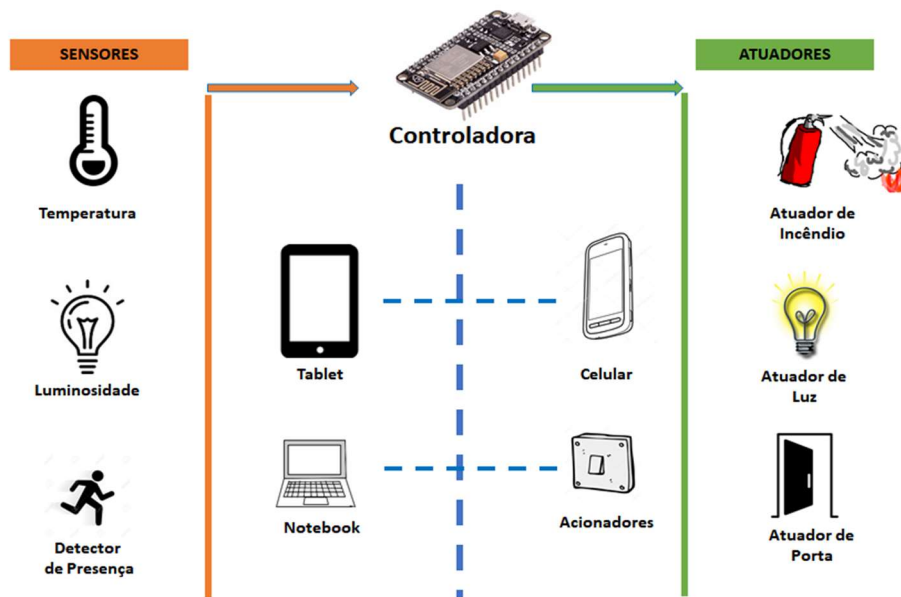 SENSORES
ATUADORES
Controladora
Temperatura
Atuador de
Incêndio
Tablet
Celular
Luminosidade
Atuador de
Luz
Notebook
Acionadores
Detector
de Presença
Atuador de
Porta